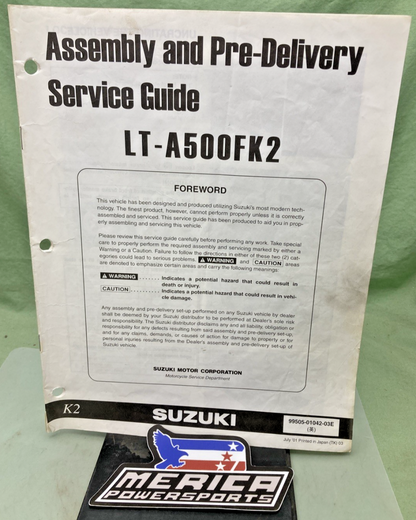 Assembly and Pre-Delivery
Service Guide
LT-A500FK2
FOREWORD
This vehicle has been designed and produced utilizing Suzuki's most modern tech-
nology. The finest product, however, cannot perform properly unless it is correctly
assembled and serviced. This service guide has been produced to aid you in prop-
erly assembling and servicing this vehicle.
Please review this service guide carefully before performing any work. Take special
care to properly perform the required assembly and servicing marked by either a
Warning or a Caution. Failure to follow the directions in either of these two (2) cat-
egories could lead to serious problems. ⚠ WARNING and CAUTION areas
are denoted to emphasize certain areas and carry the following meanings:
⚠ WARNING .......... Indicates a potential hazard that could result in
death or injury.
CAUTION ............ Indicates a potential hazard that could result in vehi-
cle damage.
Any assembly and pre-delivery set-up performed on any Suzuki vehicle by dealer
shall be deemed by your Suzuki distributor to be performed at Dealer's sole risk
and responsibility. The Suzuki distributor disclaims any and all liability, obligation or
responsibility for any defects resulting from said assembly and pre-delivery set-up;
and for any claims, demands, or causes of action for damage to property or for
personal injuries resulting from the Dealer's assembly and pre-delivery set-up of
Suzuki vehicle.
SUZUKI MOTOR CORPORATION
Motorcycle Service Department
K2
SUZUKI
99505-01042-03E
(英)
Printed in Japan (TK)
MERICA
POWERSPORTS